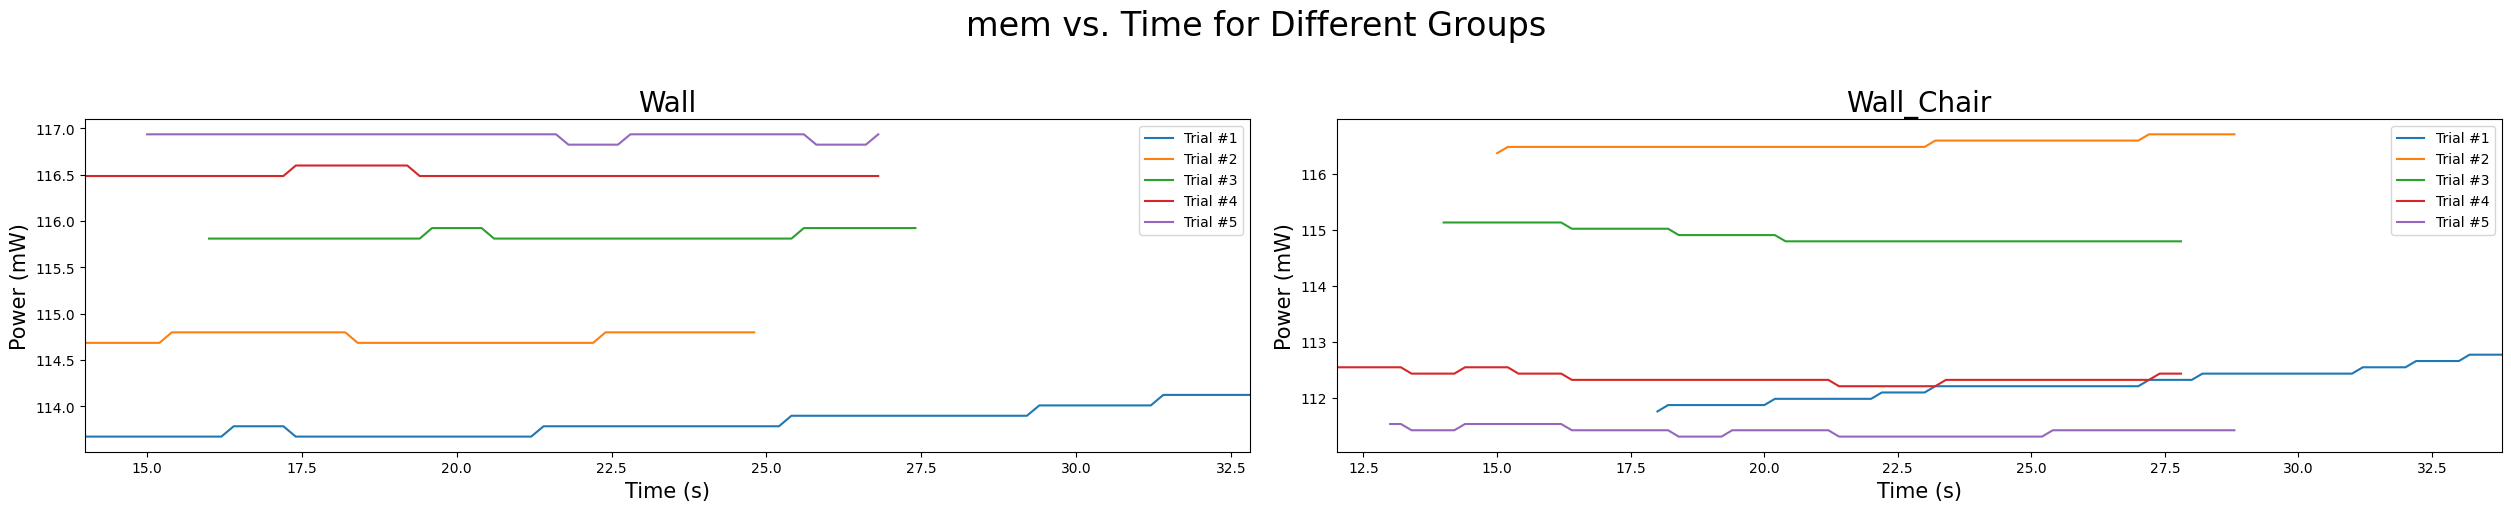 mem vs. Time for Different Groups
Wall
Power (mW)
117.0
116.5
116.0
115.5
115.0
114.5
114.0
15.0
17.5
20.0
22.5
25.0
27.5
30.0
32.5
Time (s)
Trial #1
Trial #2
Trial #3
Trial #4
Trial #5
Wall_Chair
Power (mW)
116
115
114
113
112
12.5
15.0
17.5
20.0
22.5
25.0
27.5
30.0
32.5
Time (s)
Trial #1
Trial #2
Trial #3
Trial #4
Trial #5